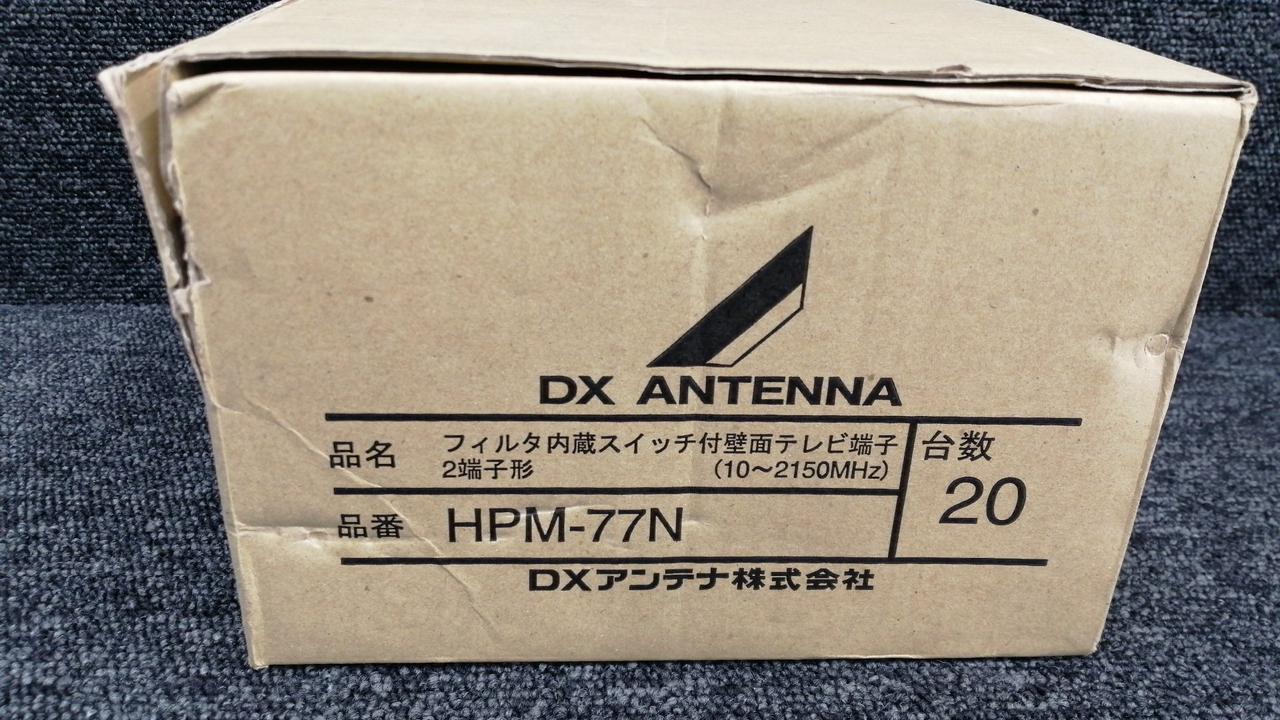 DX ANTENNA
品名 フィルタ内蔵スイッチ付壁面テレビ端子
2端子形 (10～2150MHz)
台数
20
品番 HPM-77N
DXアンテナ株式会社